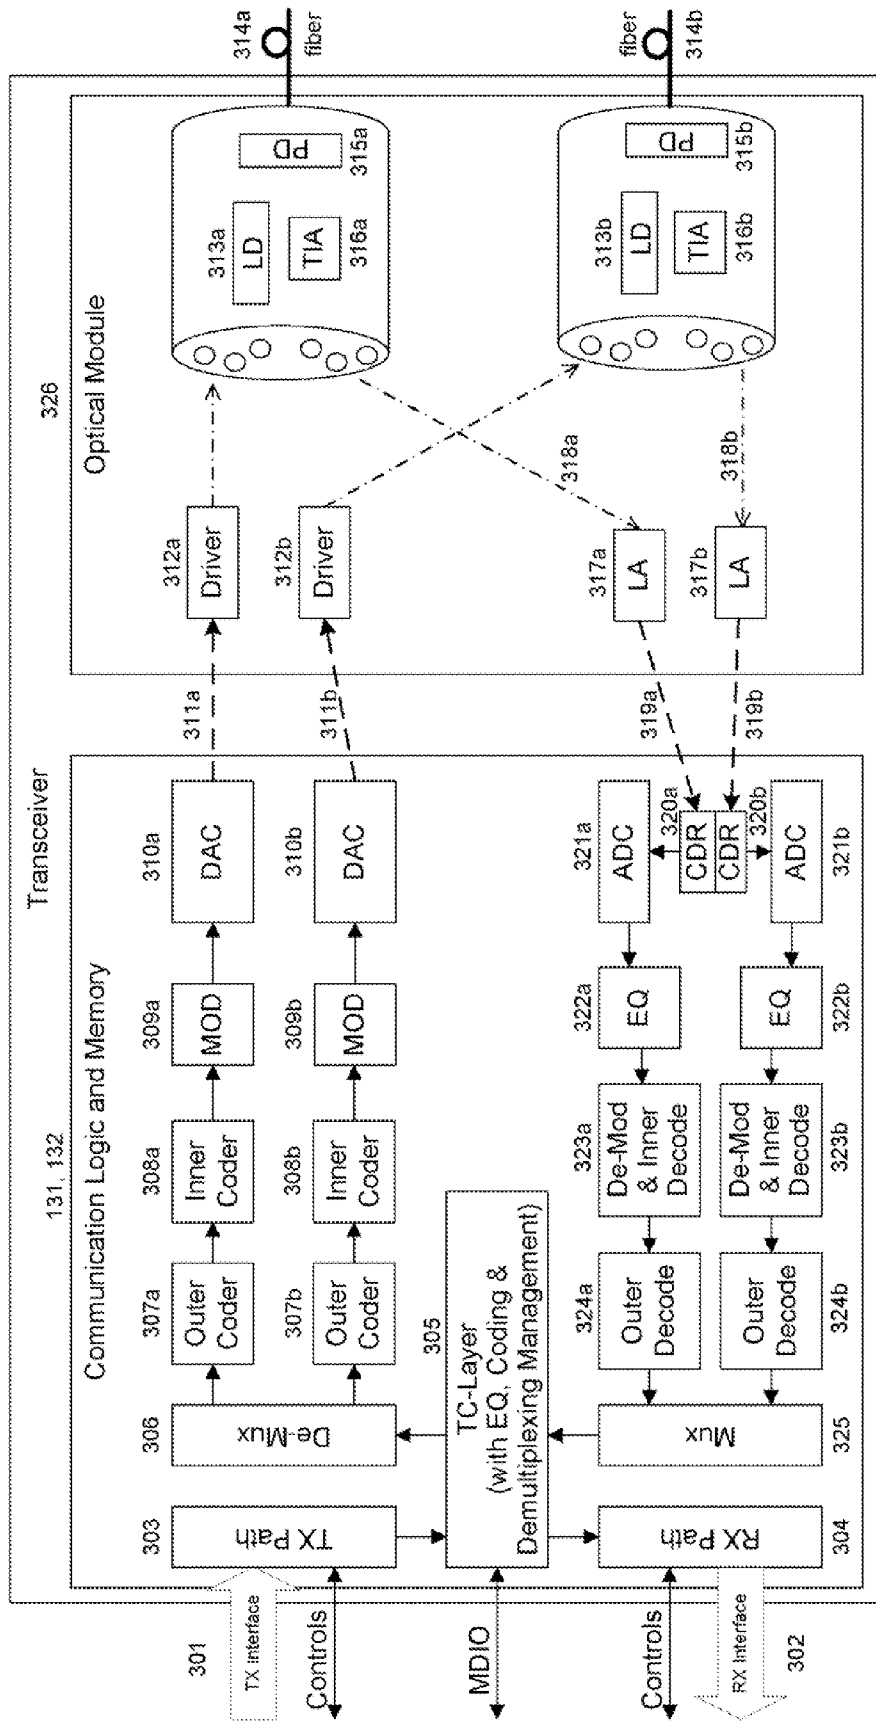 Transceiver
131, 132
Communication Logic and Memory
326
Optical Module
301
TX interface
Controls
MDIO
Controls
RX Interface
302
303
TX Path
304
RX Path
305
TC-Layer
(with EQ, Coding &
Demultiplexing Management)
306
De-Mux
307a
Outer
Coder
308a
Inner
Coder
309a
MOD
310a
DAC
311a
312a
Driver
307b
Outer
Coder
308b
Inner
Coder
309b
MOD
310b
DAC
311b
312b
Driver
313a
LD
TIA
316a
PD
315a
314a
fiber
313b
LD
TIA
316b
PD
315b
fiber
314b
318a
317a
LA
318b
317b
LA
319a
319b
320a
CDR
CDR
320b
321a
ADC
322a
EQ
323a
De-Mod
& Inner
Decode
324a
Outer
Decode
ADC
321b
EQ
322b
De-Mod
& Inner
Decode
323b
Outer
Decode
324b
Mux
325